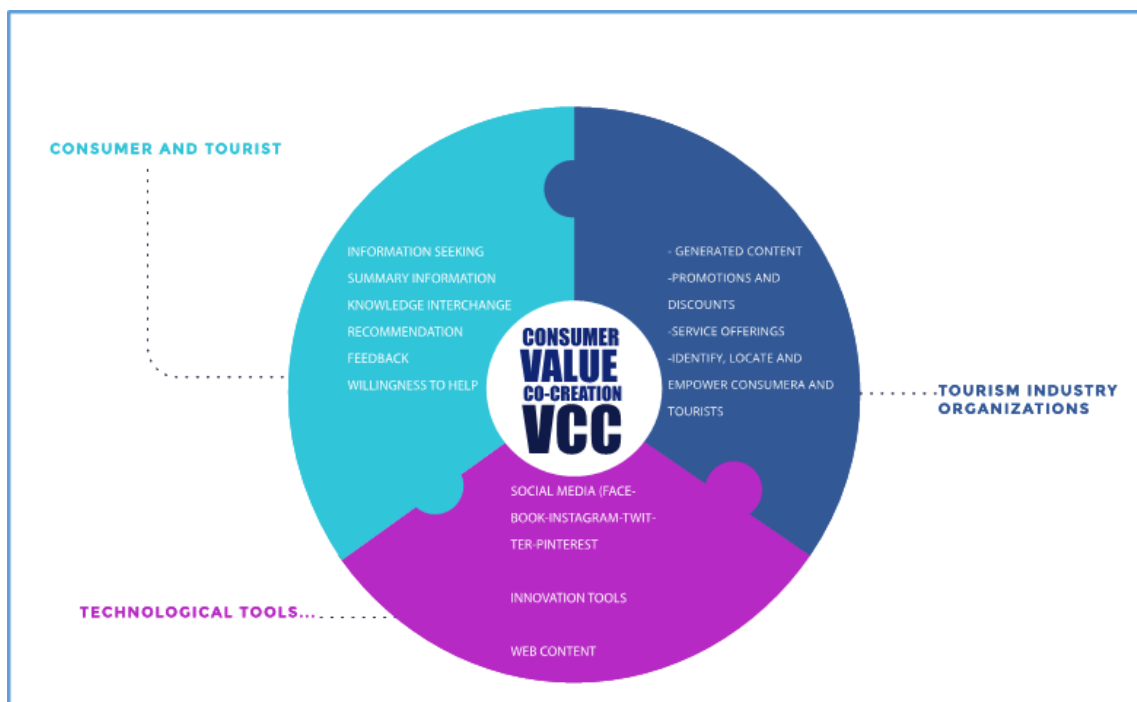 CONSUMER AND TOURIST
INFORMATION SEEKING
SUMMARY INFORMATION
KNOWLEDGE INTERCHANGE
RECOMMENDATION
FEEDBACK
WILLINGNESS TO HELP
- GENERATED CONTENT
-PROMOTIONS AND
DISCOUNTS
-SERVICE OFFERINGS
-IDENTIFY, LOCATE AND
EMPOWER CONSUMERA AND
TOURISTS
CONSUMER
VALUE
CO-CREATION
VCC
TOURISM INDUSTRY
ORGANIZATIONS
SOCIAL MEDIA (FACE-
BOOK-INSTAGRAM-TWIT-
TER-PINTEREST
INNOVATION TOOLS
WEB CONTENT
TECHNOLOGICAL TOOLS...